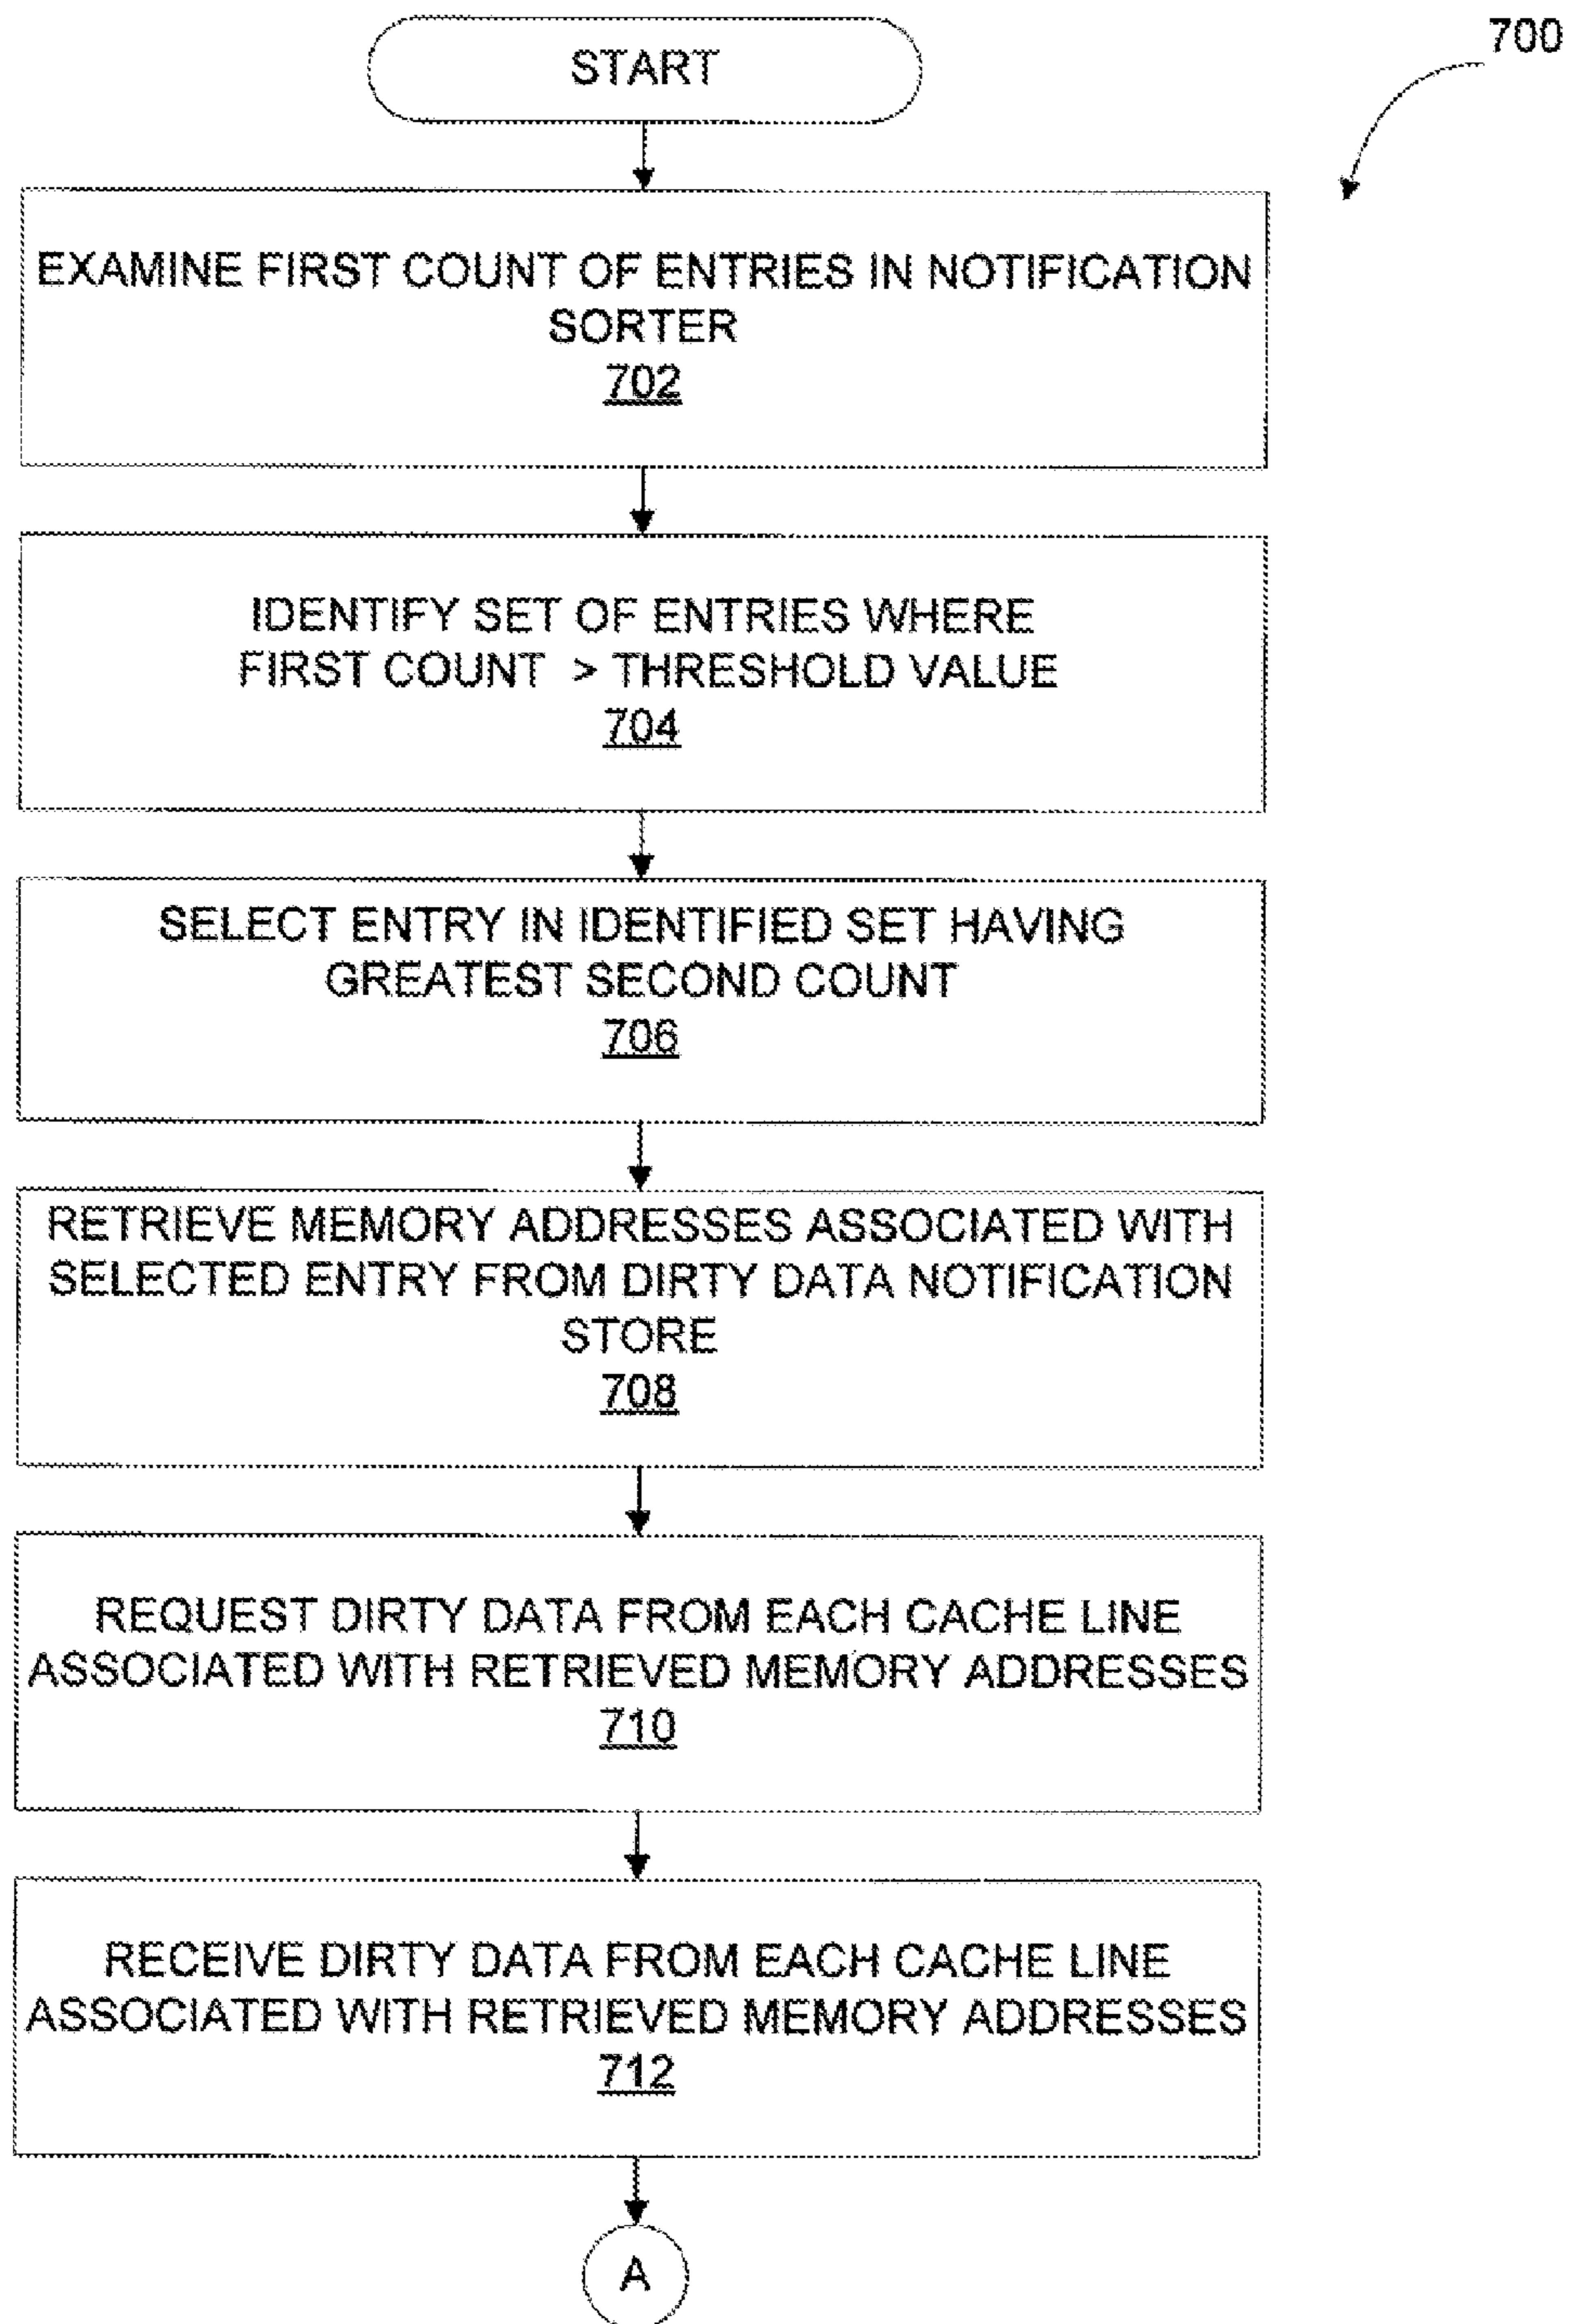 START
700
EXAMINE FIRST COUNT OF ENTRIES IN NOTIFICATION
SORTER
702
IDENTIFY SET OF ENTRIES WHERE
FIRST COUNT > THRESHOLD VALUE
704
SELECT ENTRY IN IDENTIFIED SET HAVING
GREATEST SECOND COUNT
706
RETRIEVE MEMORY ADDRESSES ASSOCIATED WITH
SELECTED ENTRY FROM DIRTY DATA NOTIFICATION
STORE
708
REQUEST DIRTY DATA FROM EACH CACHE LINE
ASSOCIATED WITH RETRIEVED MEMORY ADDRESSES
710
RECEIVE DIRTY DATA FROM EACH CACHE LINE
ASSOCIATED WITH RETRIEVED MEMORY ADDRESSES
712
A